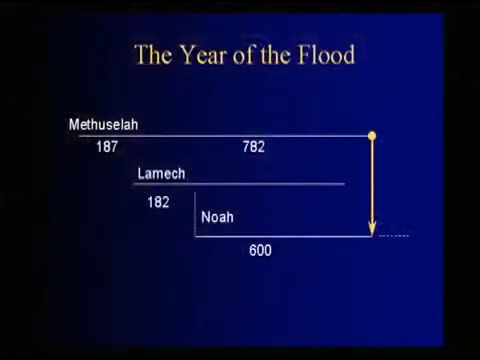 The Year of the Flood
Methuselah
187 782
Lamech
182
Noah
600